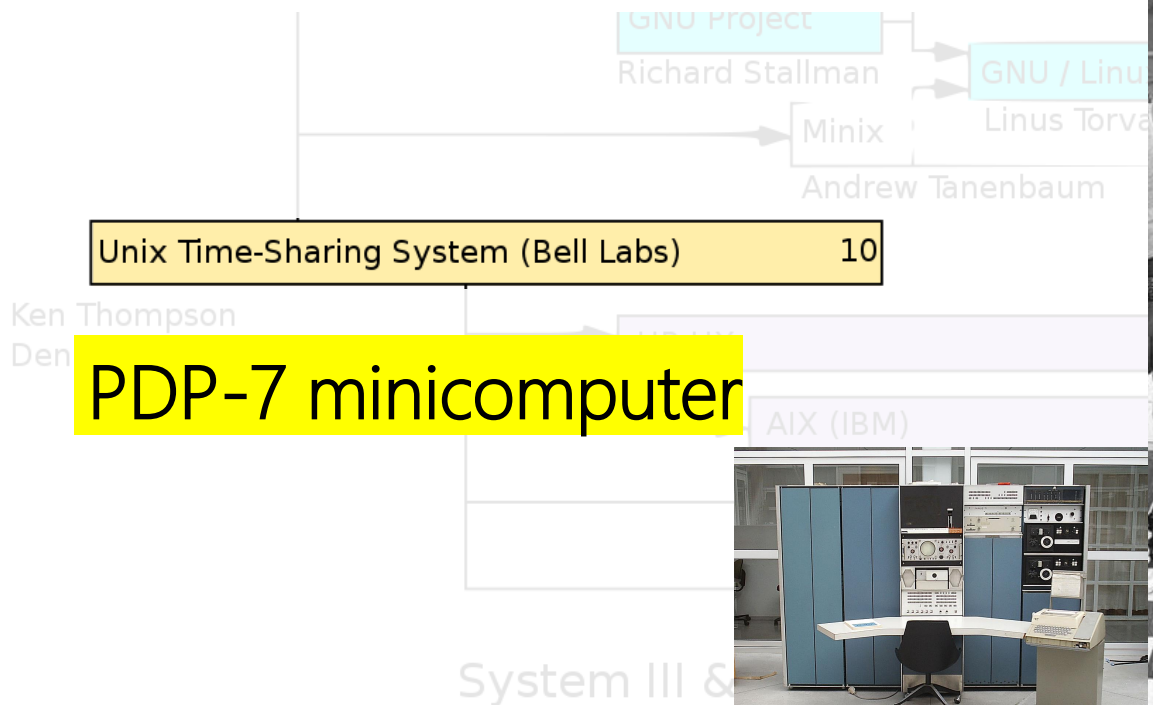 GNU Project
Richard Stallman
GNU / Linu
Linus Torva
Minix
Andrew Tanenbaum
Unix Time-Sharing System (Bell Labs) 10
Ken Thompson
Den
PDP-7 minicomputer
AIX (IBM)
System III &